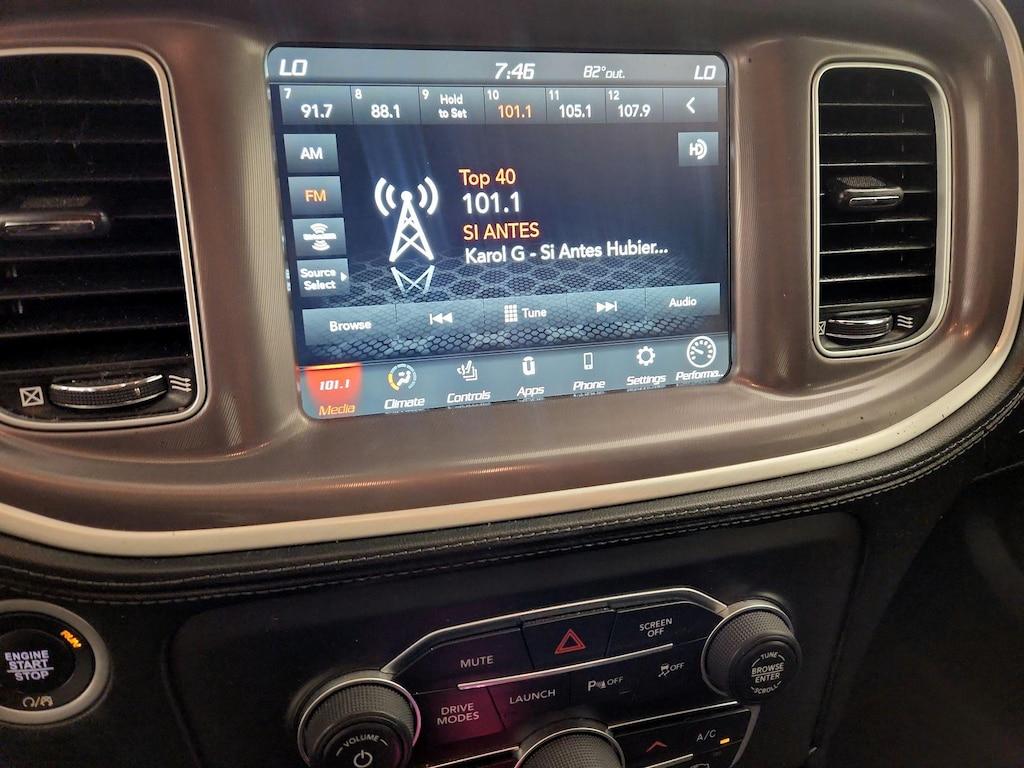 LO 7:46 82° out. LO
7 91.7
8 88.1
9 Hold to Set
10 101.1
11 105.1
12 107.9
AM
HD
FM
Top 40
101.1
SI ANTES
Karol G - Si Antes Hubier...
Source
Select
Browse Tune Audio
101.1
Media Climate Controls Apps Phone Settings Performa...
ENGINE
START
STOP
RUN
MUTE SCREEN
OFF
DRIVE
MODES
LAUNCH P OFF OFF
TUNE
BROWSE
ENTER
SCROLL
VOLUME
A/C